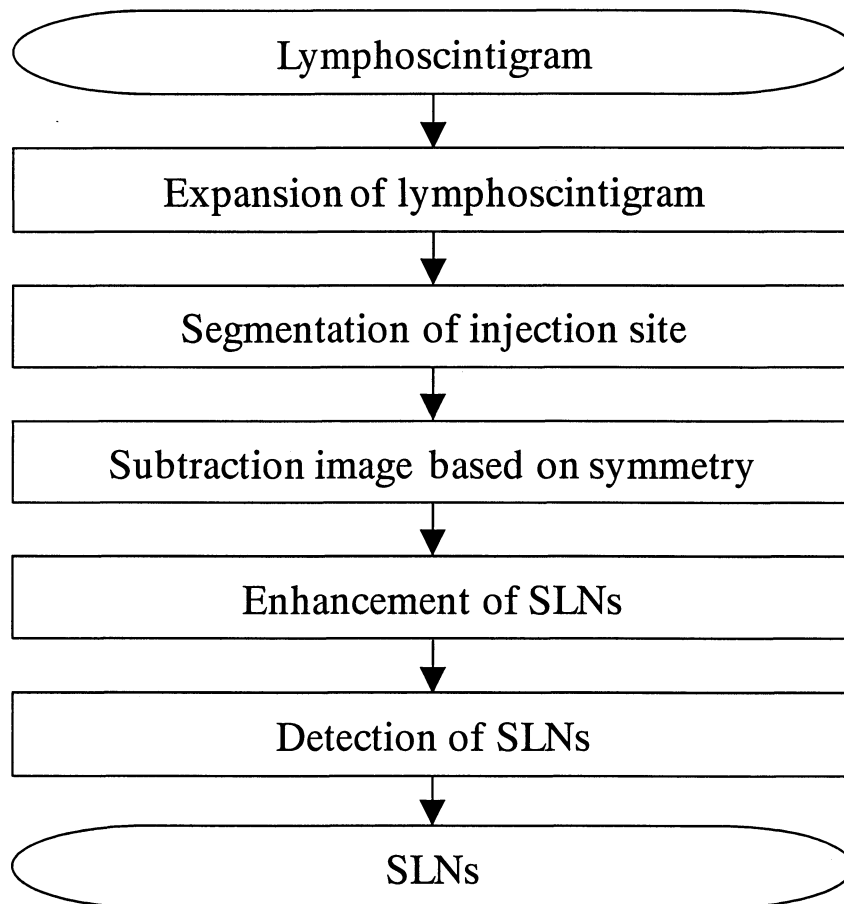 Lymphoscintigram
Expansion of lymphoscintigram
Segmentation of injection site
Subtraction image based on symmetry
Enhancement of SLNs
Detection of SLNs
SLNs